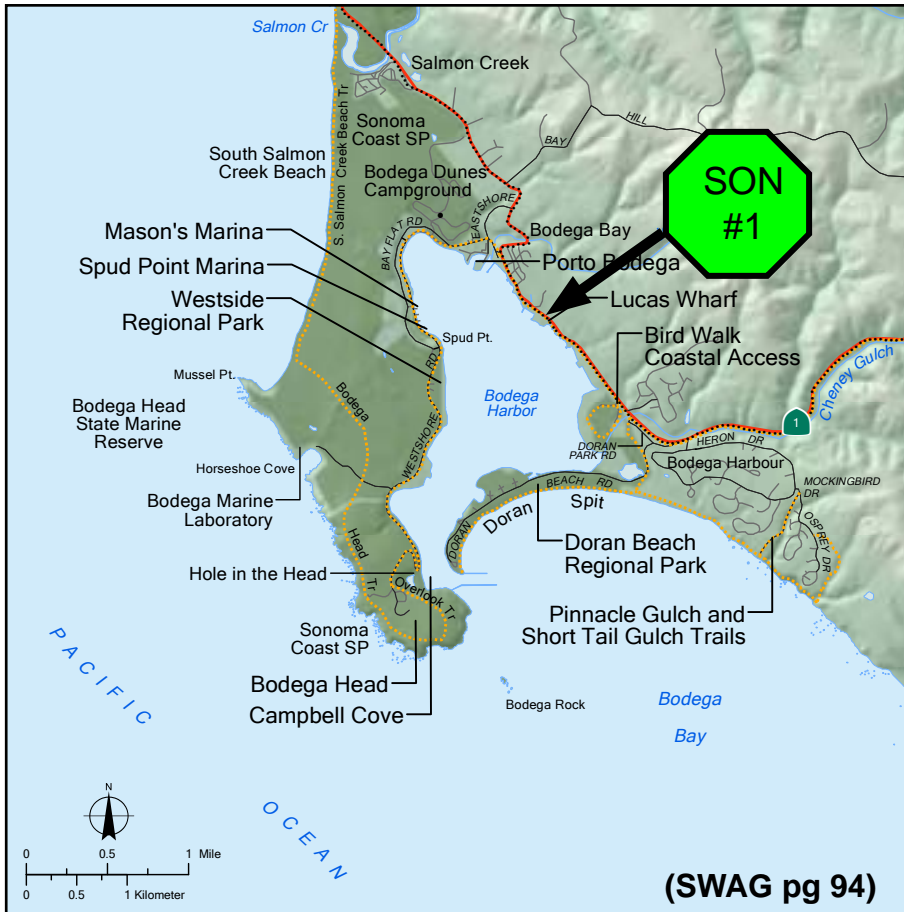 Salmon Cr
Salmon Creek
Sonoma
Coast SP
S. Salmon Creek Beach Tr
South Salmon
Creek Beach
BAY
HILL
Bodega Dunes
Campground
SON
#1
EASTSHORE
BAY FLAT RD
Mason's Marina
Bodega Bay
Porto Bodega
Spud Point Marina
Lucas Wharf
Westside
Regional Park
Bird Walk
Coastal Access
Spud Pt.
RD
Cheney Gulch
Mussel Pt.
Bodega
Bodega
Harbor
Bodega Head
State Marine
Reserve
WESTSHORE
1
DORAN
PARK RD
HERON DR
Bodega Harbour
Horseshoe Cove
MOCKINGBIRD
DR
BEACH RD
Bodega Marine
Laboratory
DORAN
Doran Spit
OSPREY DR
Head
Tr
Doran Beach
Regional Park
Hole in the Head
Overlook Tr
Pinnacle Gulch and
Short Tail Gulch Trails
Sonoma
Coast SP
Bodega Head
Campbell Cove
Bodega Rock
Bodega
Bay
PACIFIC
OCEAN
N
0 0.5 1 Mile
0 0.5 1 Kilometer
(SWAG pg 94)